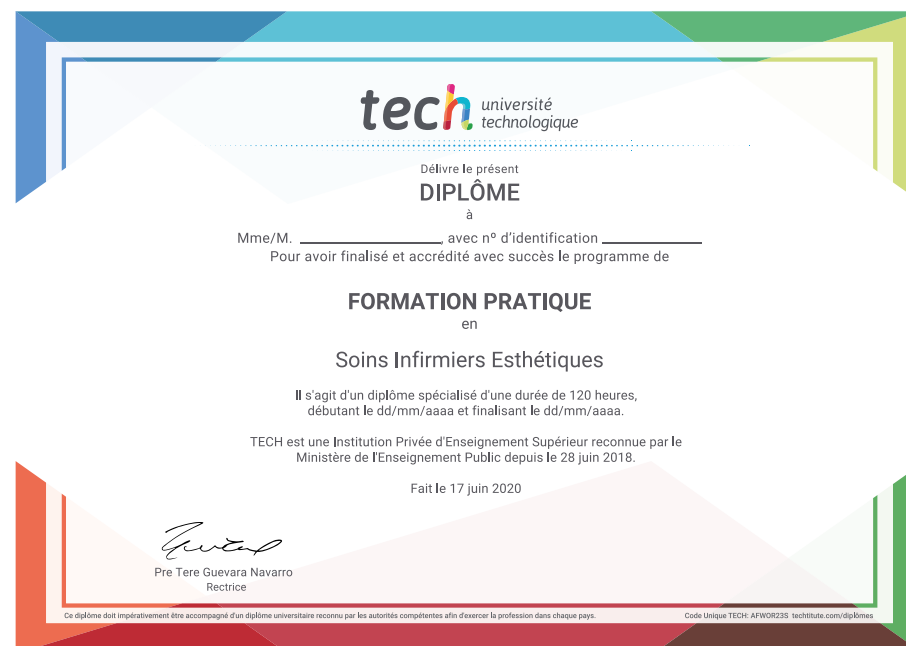 tech université
technologique
Délivre le présent
DIPLÔME
à
Mme/M. ____________________, avec nº d'identification ______________
Pour avoir finalisé et accrédité avec succès le programme de
FORMATION PRATIQUE
en
Soins Infirmiers Esthétiques
Il s'agit d'un diplôme spécialisé d'une durée de 120 heures,
débutant le dd/mm/aaaa et finalisant le dd/mm/aaaa.
TECH est une Institution Privée d'Enseignement Supérieur reconnue par le
Ministère de l'Enseignement Public depuis le 28 juin 2018.
Fait le 17 juin 2020
Pre Tere Guevara Navarro
Rectrice
Ce diplôme doit impérativement être accompagné d'un diplôme universitaire reconnu par les autorités compétentes afin d'exercer la profession dans chaque pays.
Code Unique TECH: AFWOR23S techtitute.com/diplômes